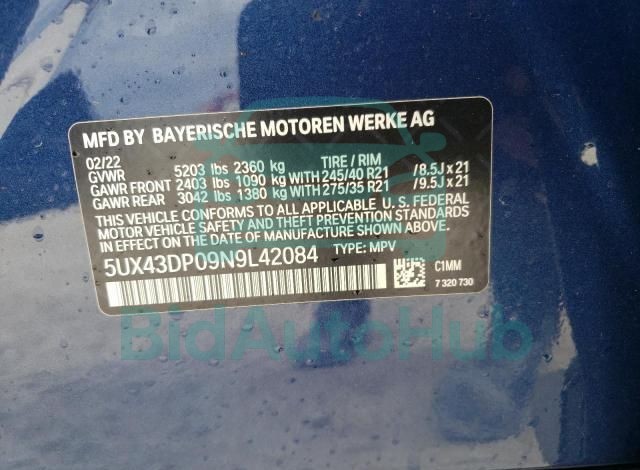 MFD BY BAYERISCHE MOTOREN WERKE AG
02/22 TIRE / RIM
GVWR 5203 lbs 2360 kg
GAWR FRONT 2403 lbs 1090 kg WITH 245/40 R21 /8.5J x 21
GAWR REAR 3042 lbs 1380 kg WITH 275/35 R21 /9.5J x 21
THIS VEHICLE CONFORMS TO ALL APPLICABLE U. S. FEDERAL
MOTOR VEHICLE SAFETY AND THEFT PREVENTION STANDARDS
IN EFFECT ON THE DATE OF MANUFACTURE SHOWN ABOVE.
5UX43DP09N9L42084 TYPE: MPV
C1MM
7 320 730
BidAutoHub